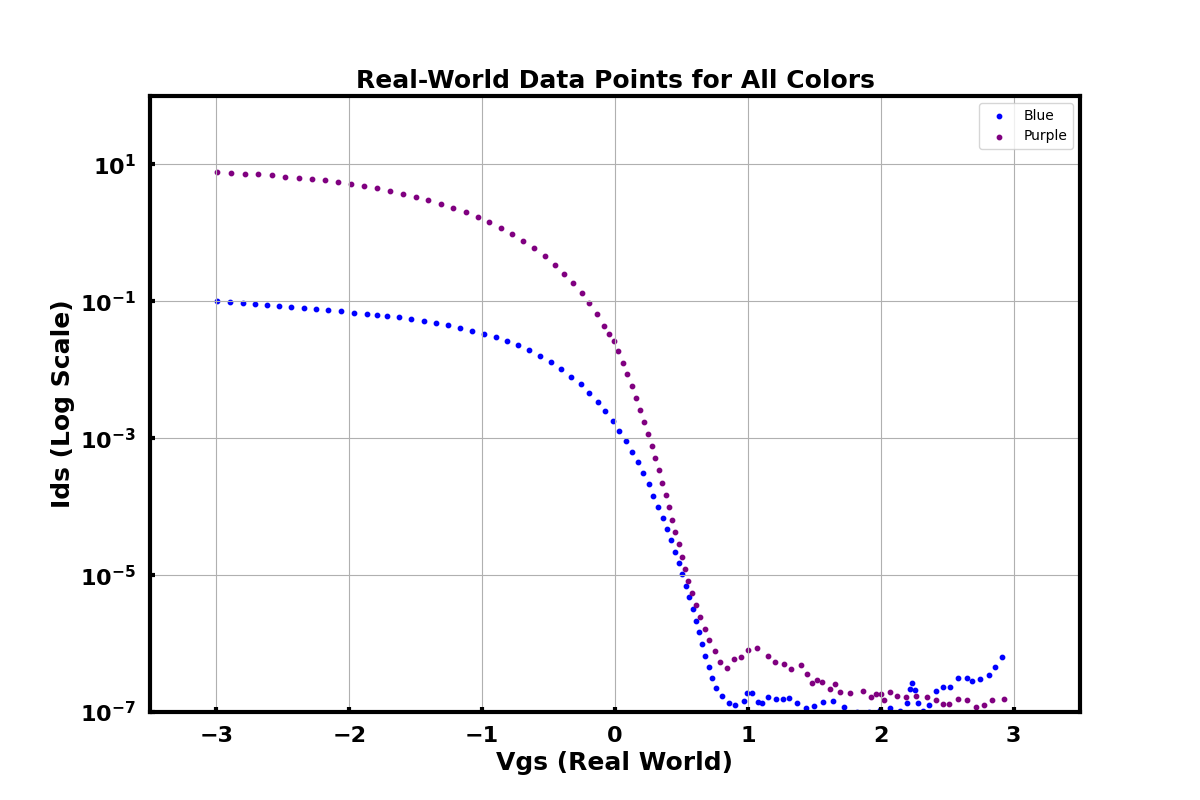 Real-World Data Points for All Colors
Blue
Purple
Ids (Log Scale)
10¹
10⁻¹
10⁻³
10⁻⁵
10⁻⁷
−3 −2 −1 0 1 2 3
Vgs (Real World)